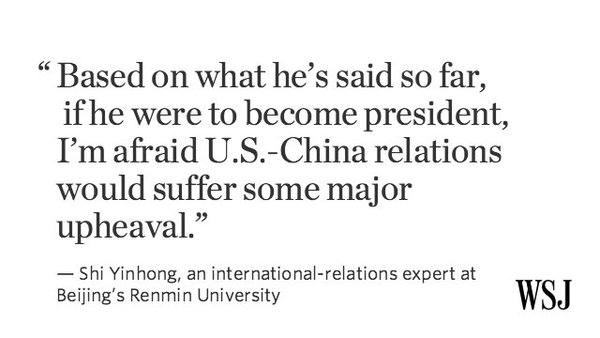 “ Based on what he’s said so far,
if he were to become president,
I’m afraid U.S.-China relations
would suffer some major
upheaval.”
— Shi Yinhong, an international-relations expert at
Beijing’s Renmin University
WSJ